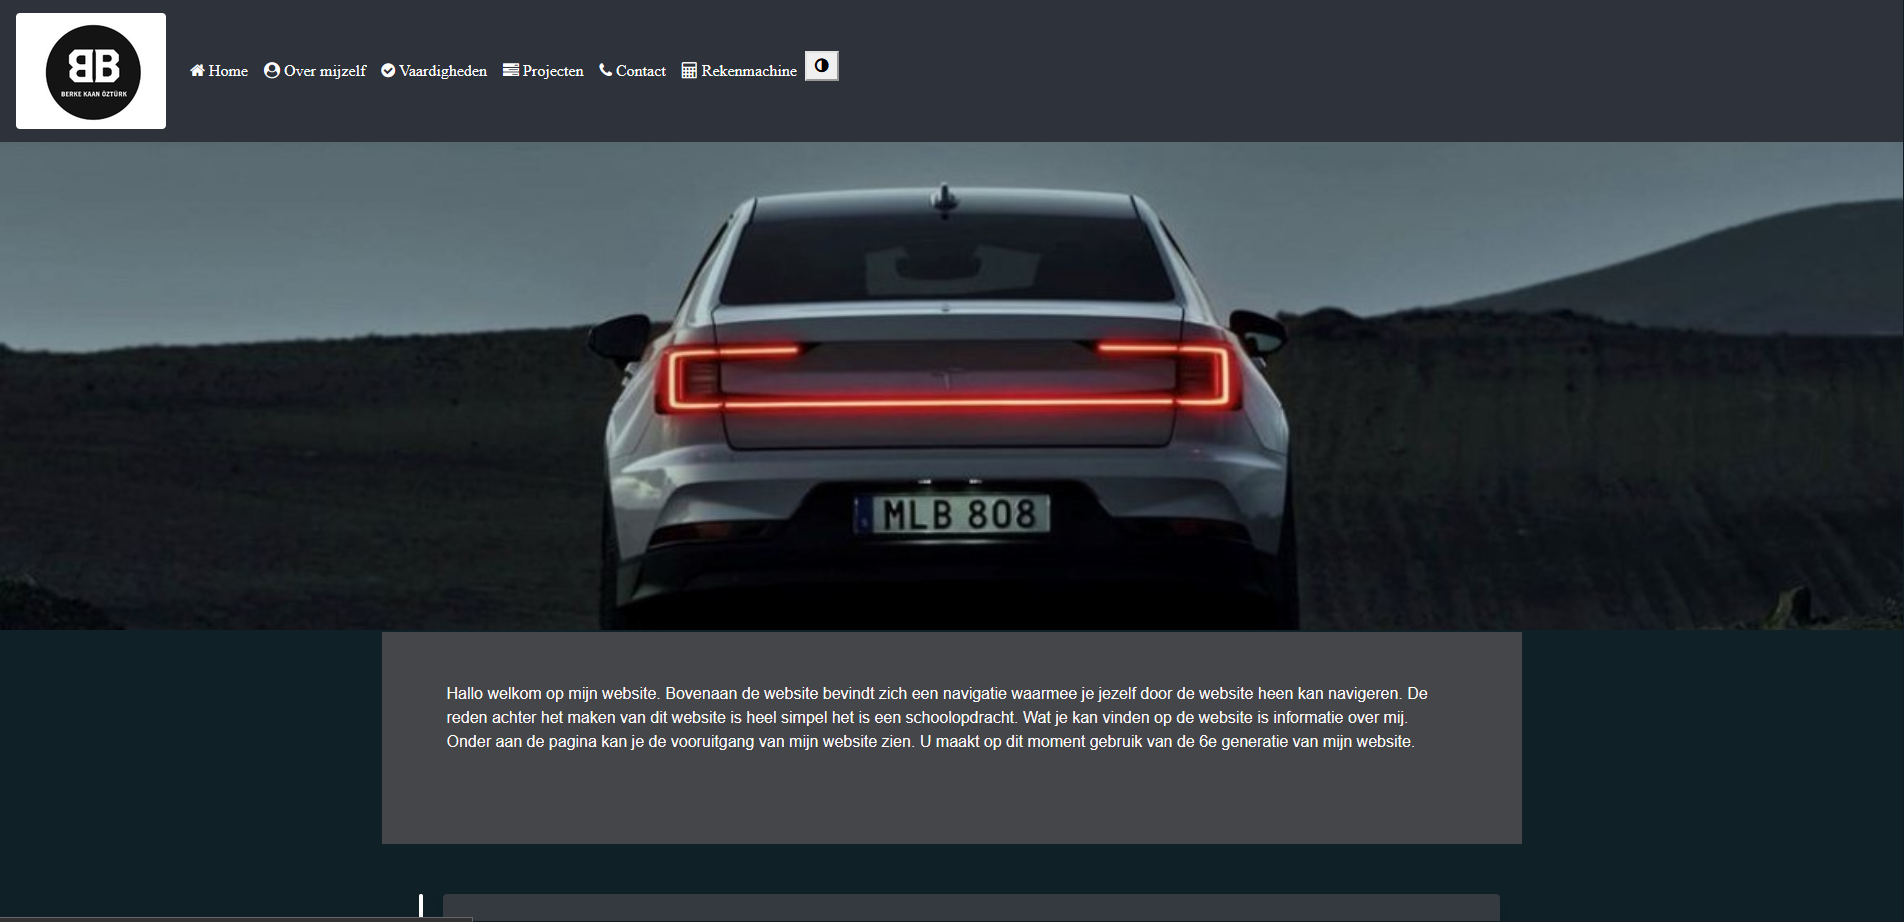 BB
BERKE KAAN ÖZTÜRK
Home Over mijzelf Vaardigheden Projecten Contact Rekenmachine
MLB 808
Hallo welkom op mijn website. Bovenaan de website bevindt zich een navigatie waarmee je jezelf door de website heen kan navigeren. De
reden achter het maken van dit website is heel simpel het is een schoolopdracht. Wat je kan vinden op de website is informatie over mij.
Onder aan de pagina kan je de vooruitgang van mijn website zien. U maakt op dit moment gebruik van de 6e generatie van mijn website.